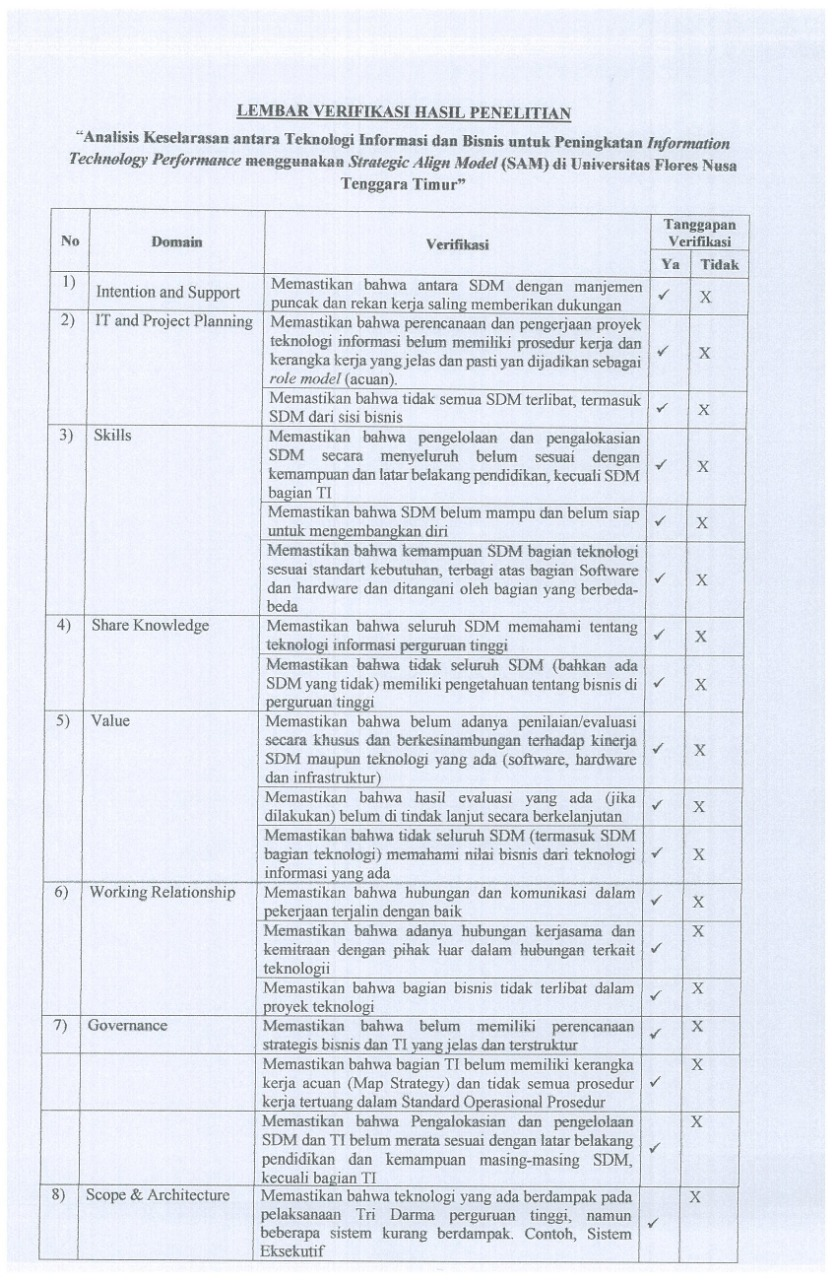 LEMBAR VERIFIKASI HASIL PENELITIAN
“Analisis Keselarasan antara Teknologi Informasi dan Bisnis untuk Peningkatan Information
Technology Performance menggunakan Strategic Align Model (SAM) di Universitas Flores Nusa
Tenggara Timur”
No Domain Verifikasi Tanggapan
Verifikasi
Ya Tidak
1) Intention and Support Memastikan bahwa antara SDM dengan manjemen
puncak dan rekan kerja saling memberikan dukungan ✓ X
2) IT and Project Planning Memastikan bahwa perencanaan dan pengerjaan proyek
teknologi informasi belum memiliki prosedur kerja dan
kerangka kerja yang jelas dan pasti yan dijadikan sebagai ✓ X
role model (acuan).
Memastikan bahwa tidak semua SDM terlibat, termasuk
SDM dari sisi bisnis ✓ X
3) Skills Memastikan bahwa pengelolaan dan pengalokasian
SDM secara menyeluruh belum sesuai dengan
kemampuan dan latar belakang pendidikan, kecuali SDM ✓ X
bagian TI
Memastikan bahwa SDM belum mampu dan belum siap
untuk mengembangkan diri ✓ X
Memastikan bahwa kemampuan SDM bagian teknologi
sesuai standart kebutuhan, terbagi atas bagian Software
dan hardware dan ditangani oleh bagian yang berbeda- ✓ X
beda
4) Share Knowledge Memastikan bahwa seluruh SDM memahami tentang
teknologi informasi perguruan tinggi ✓ X
Memastikan bahwa tidak seluruh SDM (bahkan ada
SDM yang tidak) memiliki pengetahuan tentang bisnis di ✓ X
perguruan tinggi
5) Value Memastikan bahwa belum adanya penilaian/evaluasi
secara khusus dan berkesinambungan terhadap kinerja
SDM maupun teknologi yang ada (software, hardware ✓ X
dan infrastruktur)
Memastikan bahwa hasil evaluasi yang ada (jika
dilakukan) belum di tindak lanjut secara berkelanjutan ✓ X
Memastikan bahwa tidak seluruh SDM (termasuk SDM
bagian teknologi) memahami nilai bisnis dari teknologi ✓ X
informasi yang ada
6) Working Relationship Memastikan bahwa hubungan dan komunikasi dalam
pekerjaan terjalin dengan baik ✓ X
Memastikan bahwa adanya hubungan kerjasama dan X
kemitraan dengan pihak luar dalam hubungan terkait ✓
teknologii
Memastikan bahwa bagian bisnis tidak terlibat dalam X
proyek teknologi ✓
7) Governance Memastikan bahwa belum memiliki perencanaan X
strategis bisnis dan TI yang jelas dan terstruktur ✓
Memastikan bahwa bagian TI belum memiliki kerangka X
kerja acuan (Map Strategy) dan tidak semua prosedur ✓
kerja tertuang dalam Standard Operasional Prosedur
Memastikan bahwa Pengalokasian dan pengelolaan X
SDM dan TI belum merata sesuai dengan latar belakang
pendidikan dan kemampuan masing-masing SDM, ✓
kecuali bagian TI
8) Scope & Architecture Memastikan bahwa teknologi yang ada berdampak pada X
pelaksanaan Tri Darma perguruan tinggi, namun
beberapa sistem kurang berdampak. Contoh, Sistem ✓
Eksekutif